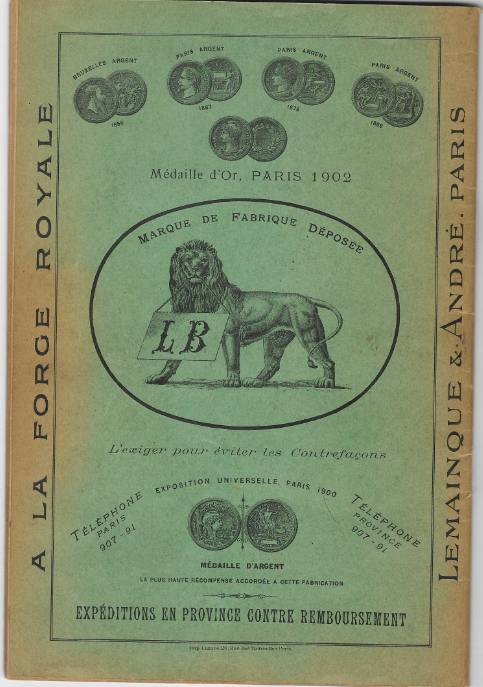 BRUXELLES ARGENT
PARIS ARGENT
1867
PARIS ARGENT
1878
PARIS ARGENT
1889
Médaille d'Or, PARIS 1902
A LA FORGE ROYALE
LEMAINQUE & ANDRÉ. PARIS
MARQUE DE FABRIQUE DÉPOSÉE
LB
L'exiger pour éviter les Contrefaçons
EXPOSITION UNIVERSELLE, PARIS 1900
TÉLÉPHONE
PARIS
907-91
TÉLÉPHONE
PROVINCE
907-91
MÉDAILLE D'ARGENT
LA PLUS HAUTE RÉCOMPENSE ACCORDÉE A CETTE FABRICATION
EXPÉDITIONS EN PROVINCE CONTRE REMBOURSEMENT